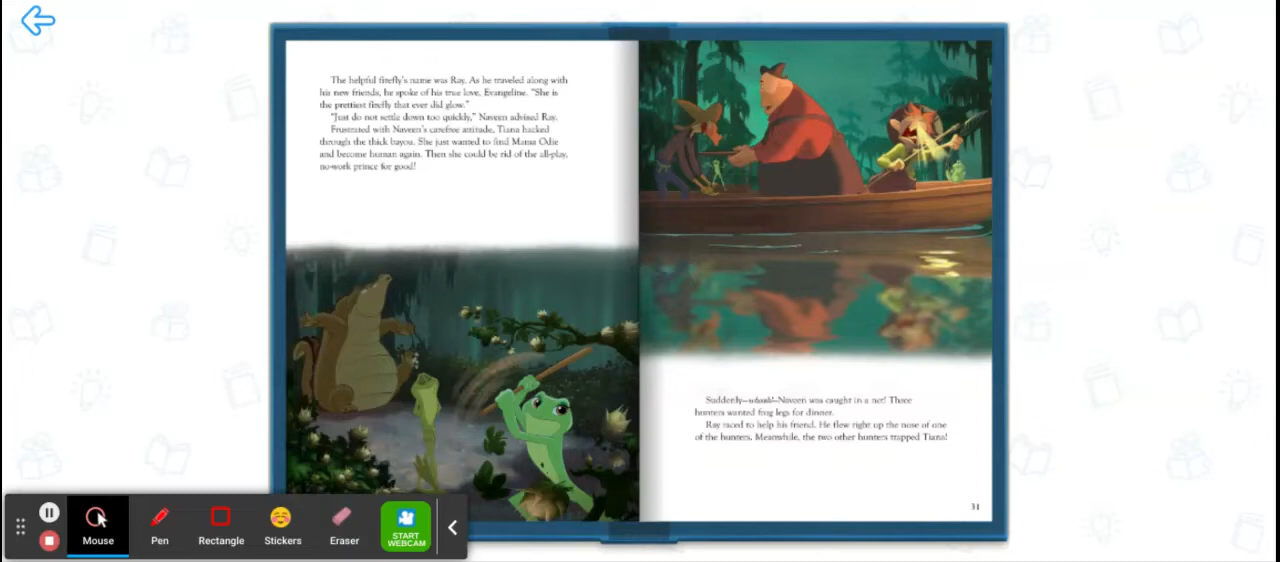 The helpful firefly's name was Ray. As he traveled along with
his new friends, he spoke of his true love, Evangeline. "She is
the prettiest firefly that ever did glow."
"Just do not settle down too quickly," Naveen advised Ray.
Frustrated with Naveen's carefree attitude, Tiana hacked
through the thick bayou. She just wanted to find Mama Odie
and become human again. Then she could be rid of the all-play,
no-work prince for good!
Suddenly—whoosh!—Naveen was caught in a net! Three
hunters wanted frog legs for dinner.
Ray raced to help his friend. He flew right up the nose of one
of the hunters. Meanwhile, the two other hunters trapped Tiana!
31
Mouse
Pen
Rectangle
Stickers
Eraser
START
WEBCAM